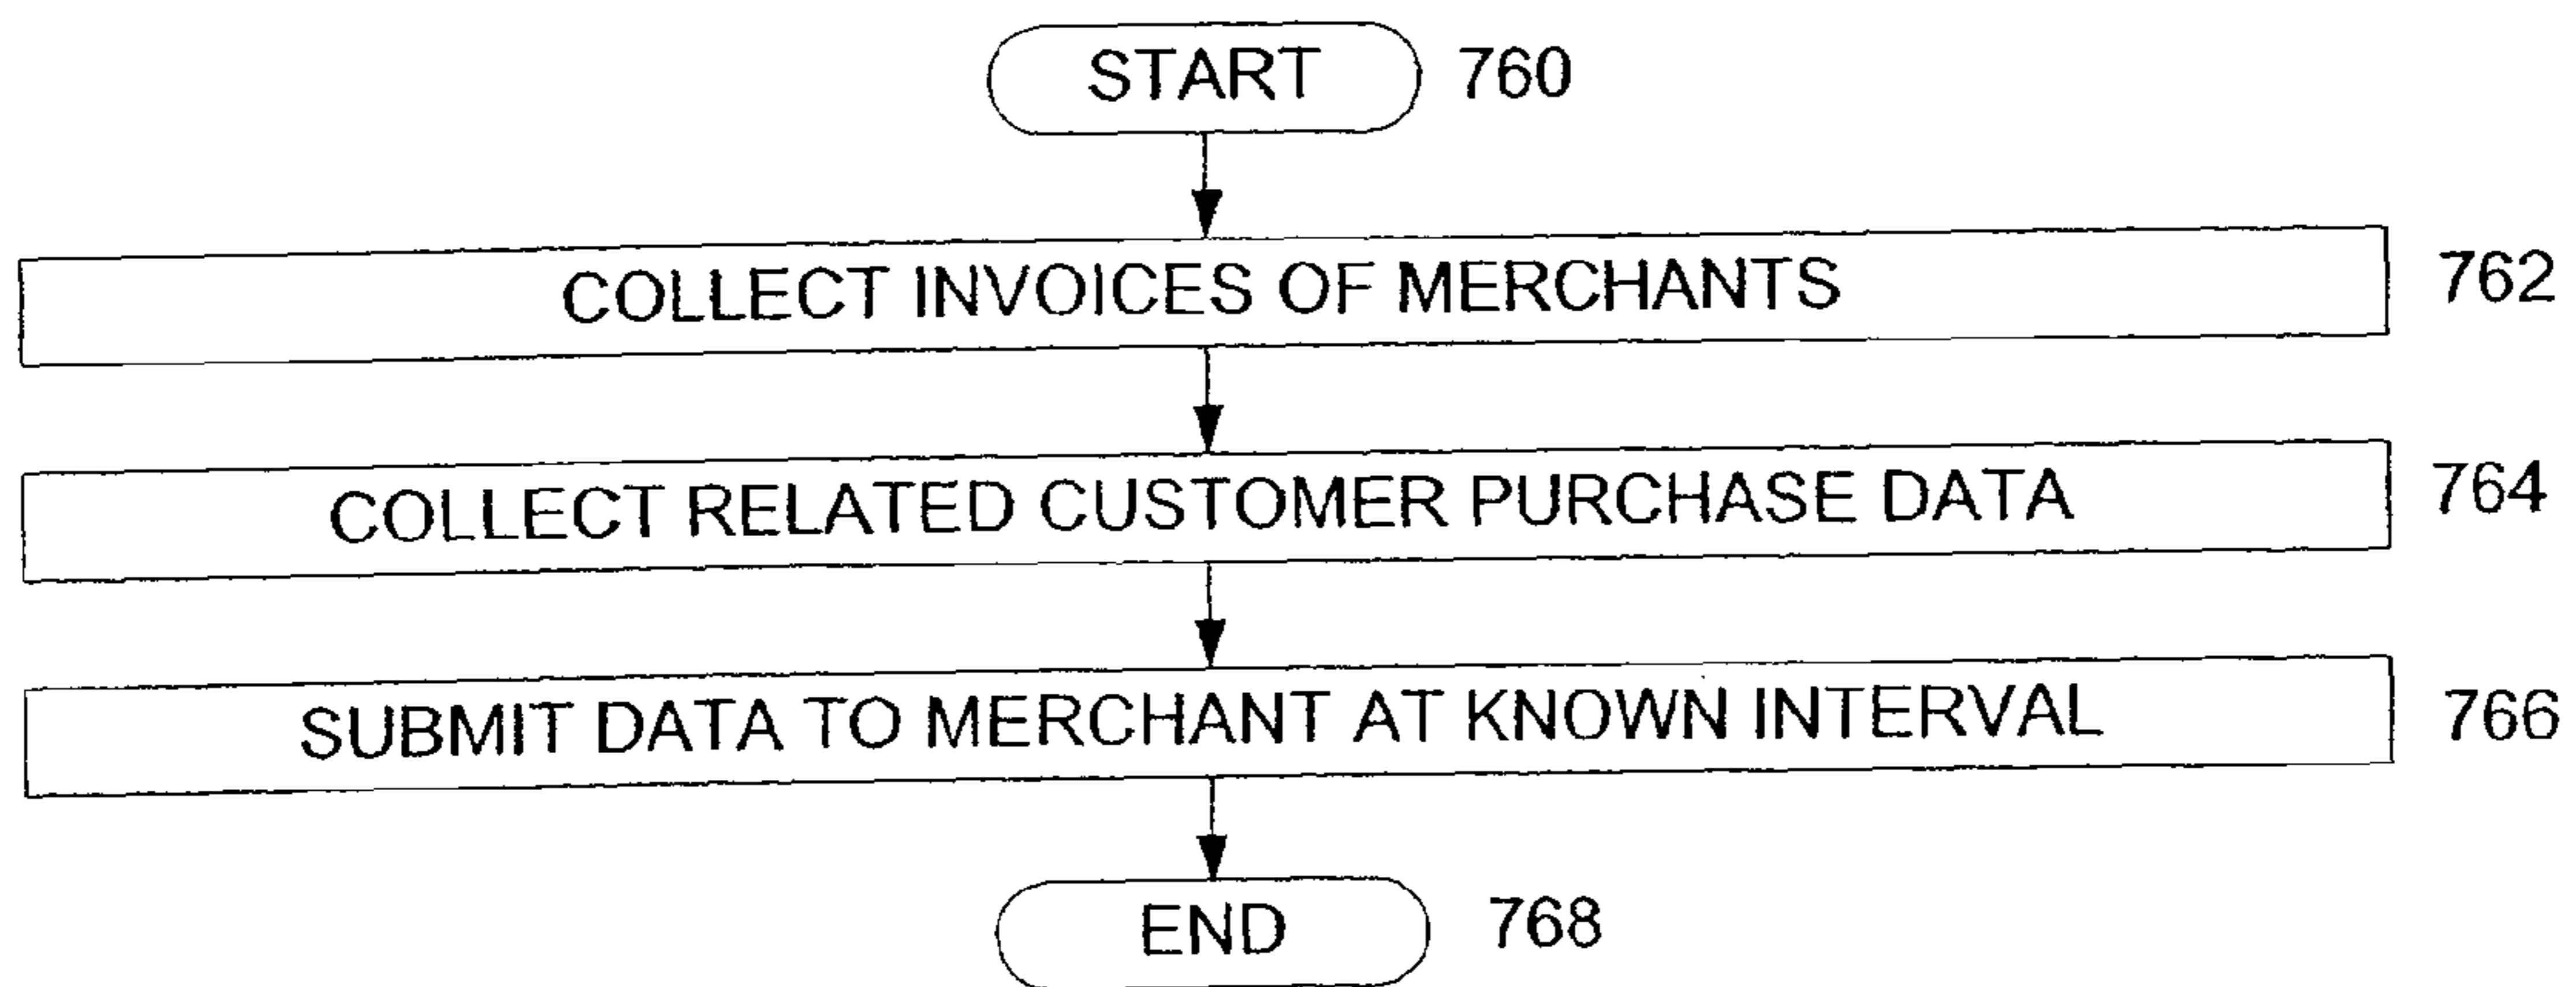 START 760
COLLECT INVOICES OF MERCHANTS 762
COLLECT RELATED CUSTOMER PURCHASE DATA 764
SUBMIT DATA TO MERCHANT AT KNOWN INTERVAL 766
END 768